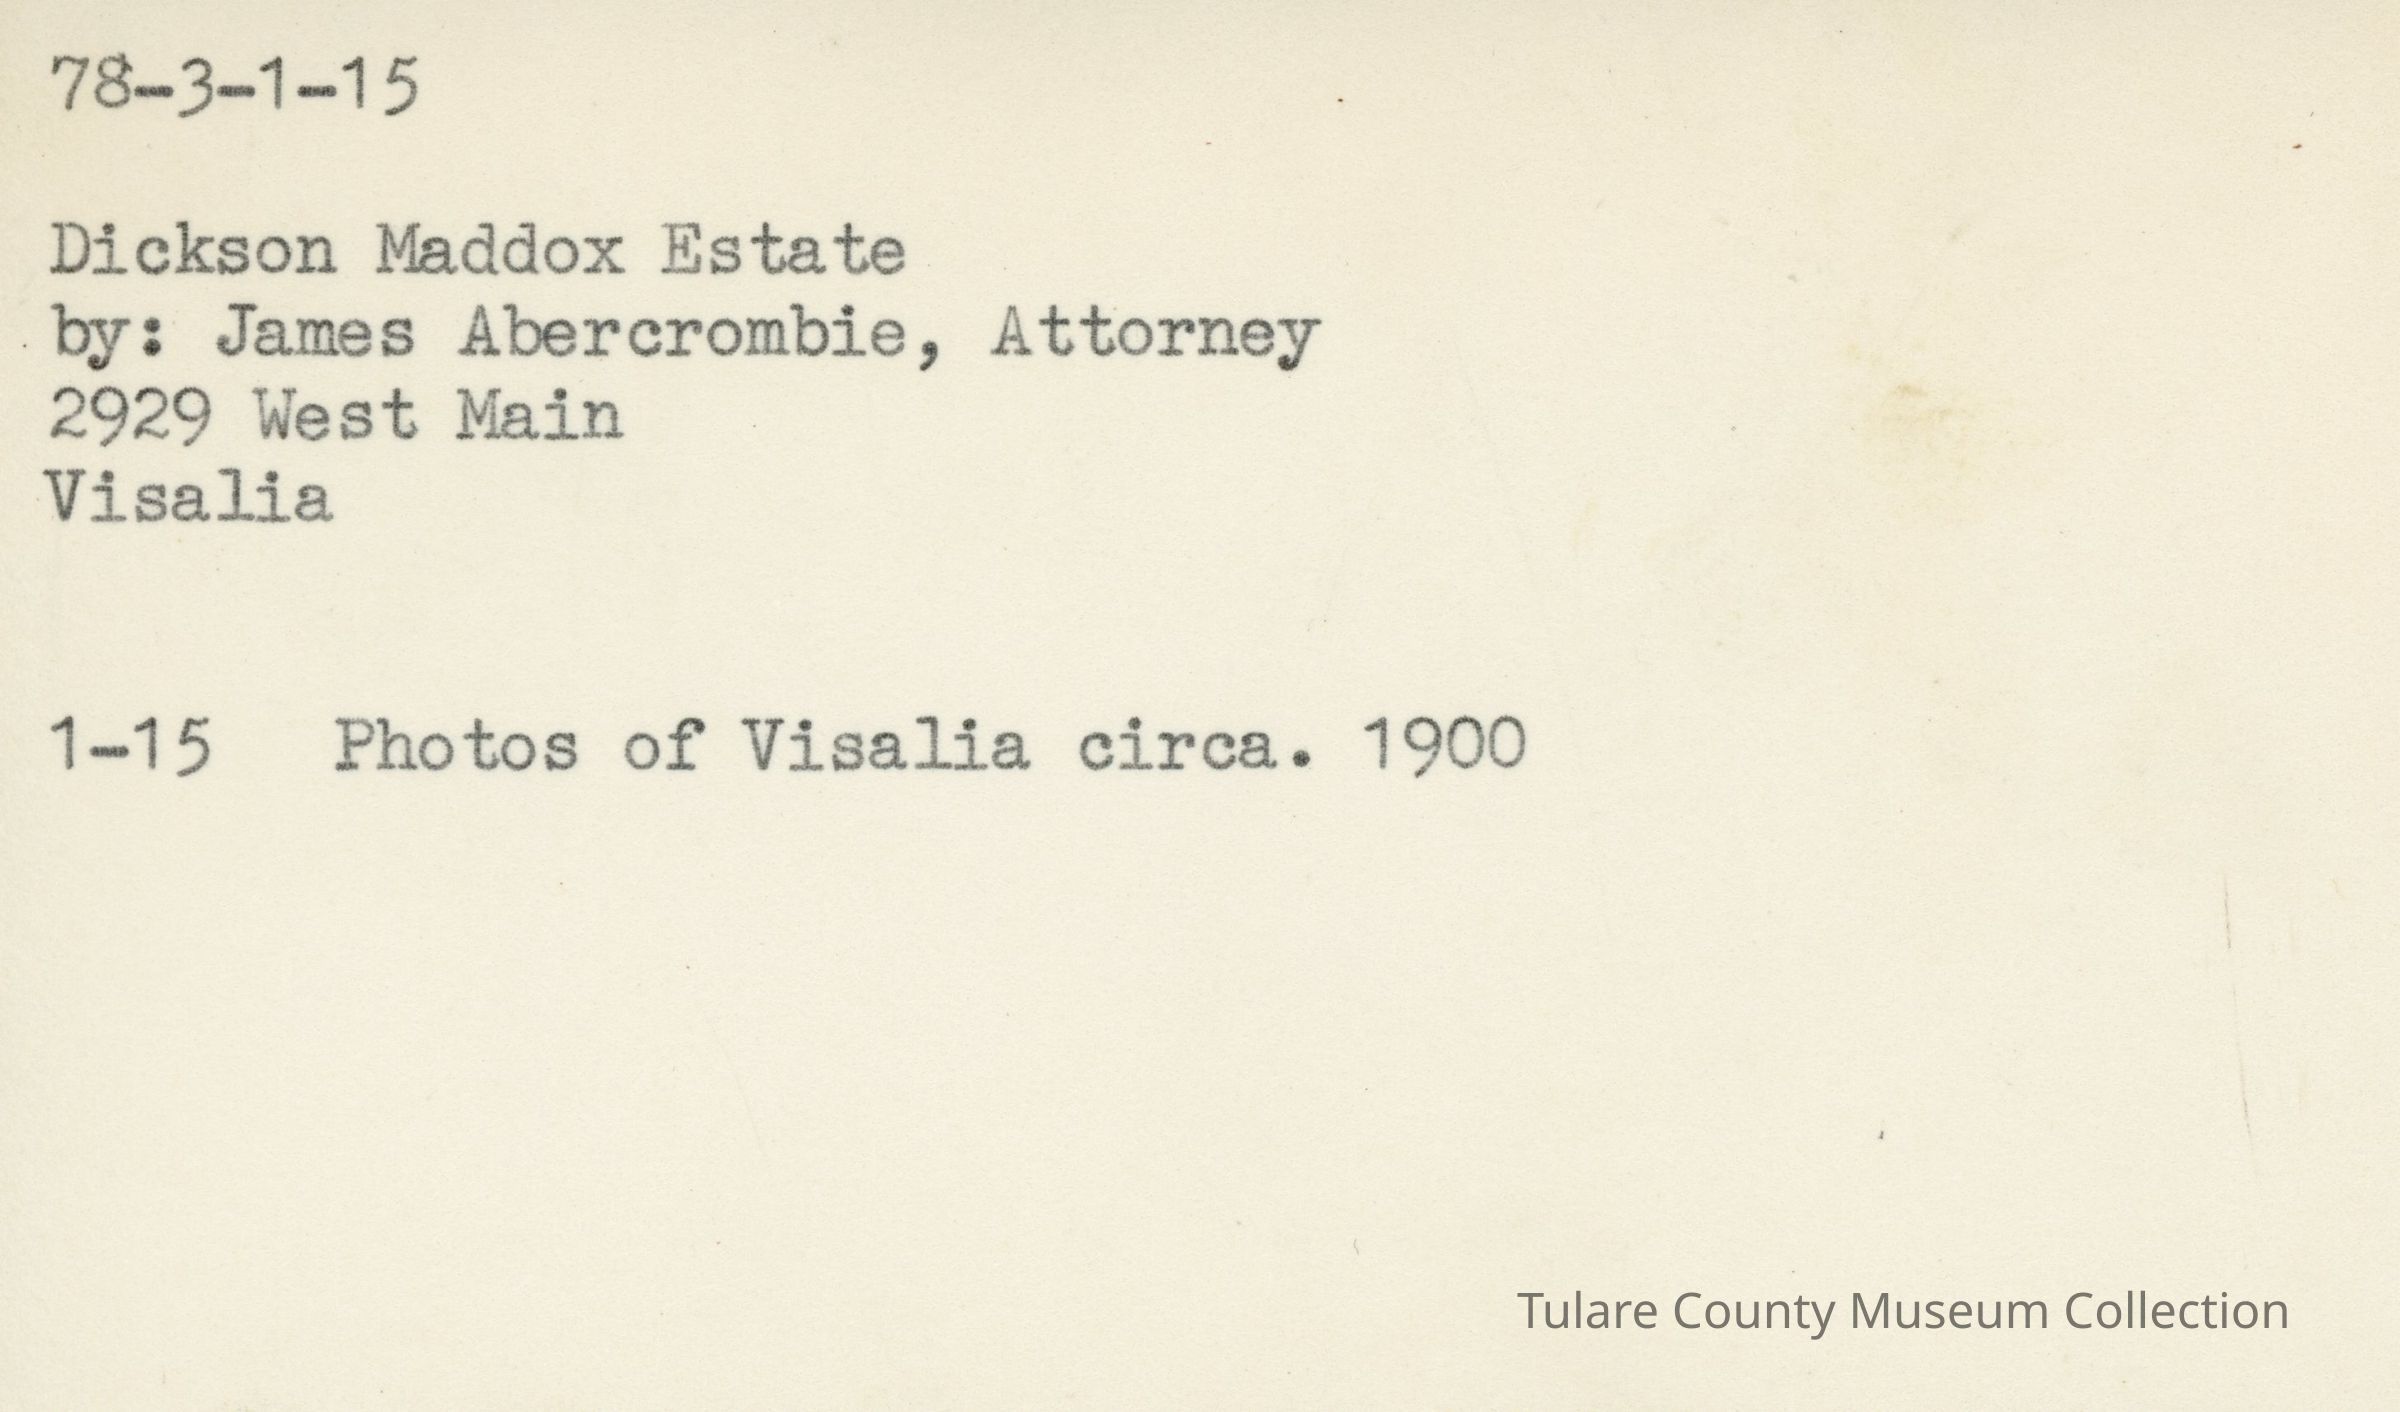 78-3-1-15
Dickson Maddox Estate
by: James Abercrombie, Attorney
2929 West Main
Visalia
1-15 Photos of Visalia circa. 1900
Tulare County Museum Collection